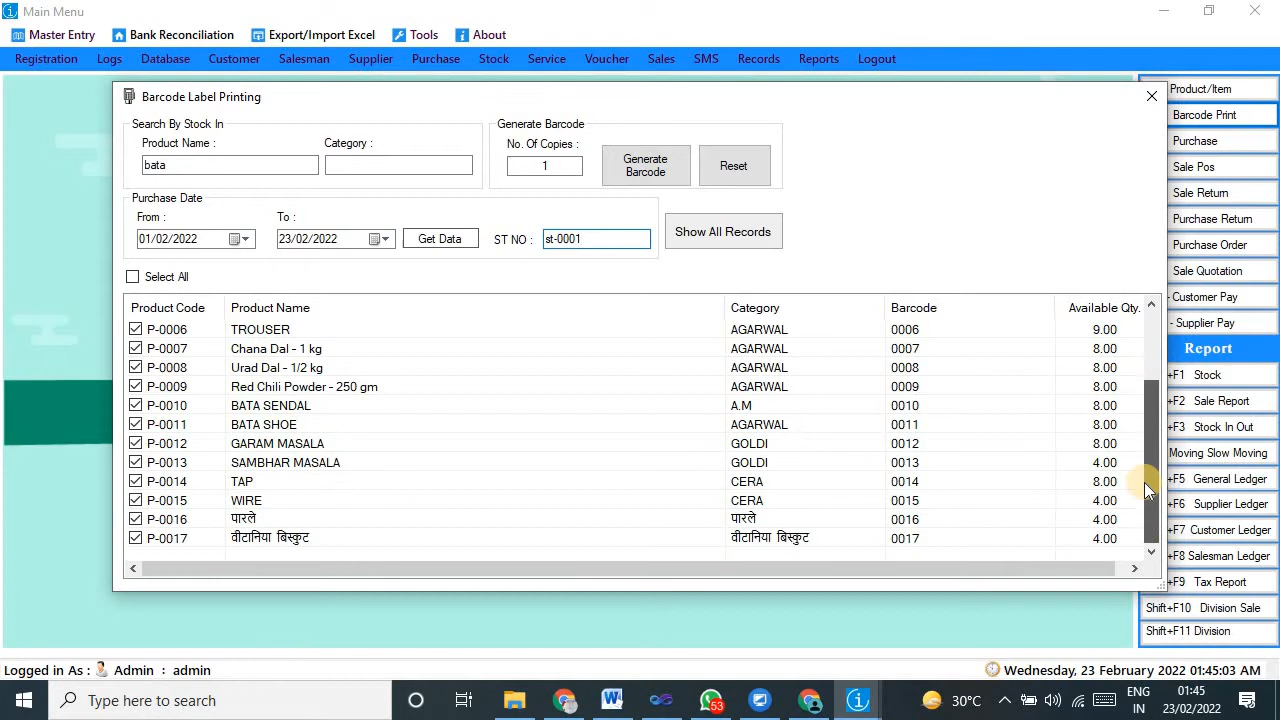 Main Menu
Master Entry Bank Reconciliation Export/Import Excel Tools About
Registration Logs Database Customer Salesman Supplier Purchase Stock Service Voucher Sales SMS Records Reports Logout
Barcode Label Printing
Search By Stock In
Product Name : Category :
bata
Generate Barcode
No. Of Copies :
1
Generate Barcode
Reset
Purchase Date
From : To :
01/02/2022 23/02/2022 Get Data ST NO : st-0001
Show All Records
Select All
Product Code Product Name Category Barcode Available Qty.
P-0006 TROUSER AGARWAL 0006 9.00
P-0007 Chana Dal - 1 kg AGARWAL 0007 8.00
P-0008 Urad Dal - 1/2 kg AGARWAL 0008 8.00
P-0009 Red Chili Powder - 250 gm AGARWAL 0009 8.00
P-0010 BATA SENDAL A.M 0010 8.00
P-0011 BATA SHOE AGARWAL 0011 8.00
P-0012 GARAM MASALA GOLDI 0012 8.00
P-0013 SAMBHAR MASALA GOLDI 0013 4.00
P-0014 TAP CERA 0014 8.00
P-0015 WIRE CERA 0015 4.00
P-0016 पारले पारले 0016 4.00
P-0017 वीटानिया बिस्कुट वीटानिया बिस्कुट 0017 4.00
Product/Item
Barcode Print
Purchase
Sale Pos
Sale Return
Purchase Return
Purchase Order
Sale Quotation
- Customer Pay
- Supplier Pay
Report
+F1 Stock
+F2 Sale Report
+F3 Stock In Out
Moving Slow Moving
+F5 General Ledger
+F6 Supplier Ledger
+F7 Customer Ledger
+F8 Salesman Ledger
+F9 Tax Report
Shift+F10 Division Sale
Shift+F11 Division
Logged in As : Admin : admin
Wednesday, 23 February 2022 01:45:03 AM
Type here to search
53
30°C
ENG
IN
01:45
23/02/2022